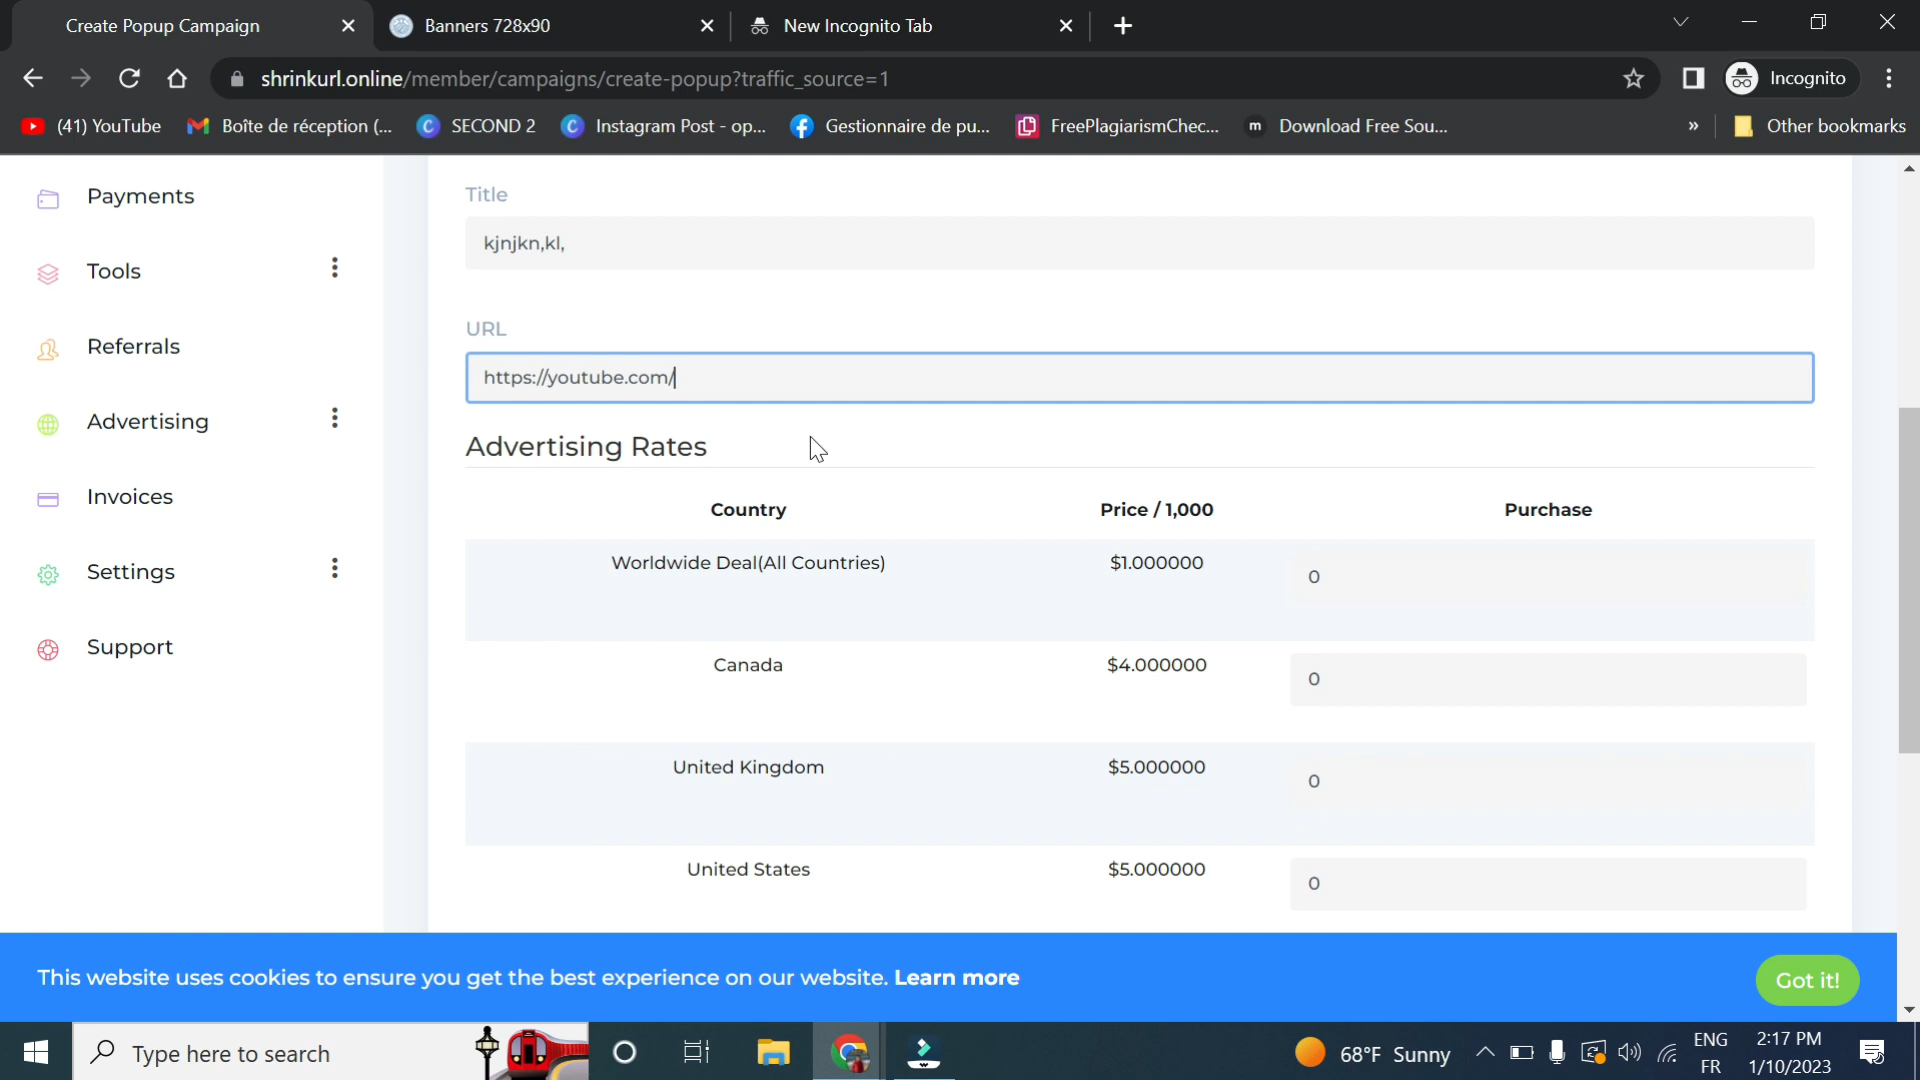 Create Popup Campaign
Banners 728x90
New Incognito Tab
shrinkurl.online/member/campaigns/create-popup?traffic_source=1
Incognito
(41) YouTube
Boîte de réception (...
SECOND 2
Instagram Post - op...
Gestionnaire de pu...
FreePlagiarismChec...
m
Download Free Sou...
»
Other bookmarks
Payments
Tools
Referrals
Advertising
Invoices
Settings
Support
Title
kjnjkn,kl,
URL
https://youtube.com/
Advertising Rates
Country Price / 1,000 Purchase
Worldwide Deal(All Countries) $1.000000 0
Canada $4.000000 0
United Kingdom $5.000000 0
United States $5.000000 0
This website uses cookies to ensure you get the best experience on our website. Learn more
Got it!
Type here to search
68°F Sunny
ENG
FR
2:17 PM
1/10/2023